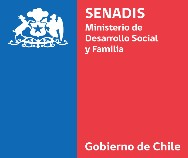 SENADIS
Ministerio de
Desarrollo Social
y Familia
Gobierno de Chile